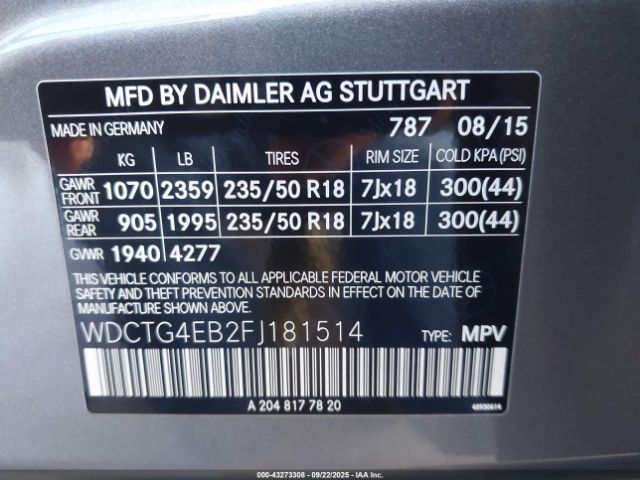 MFD BY DAIMLER AG STUTTGART
MADE IN GERMANY 787 08/15
KG LB TIRES RIM SIZE COLD KPA(PSI)
GAWR FRONT 1070 2359 235/50 R18 7Jx18 300(44)
GAWR REAR 905 1995 235/50 R18 7Jx18 300(44)
GVWR 1940 4277
THIS VEHICLE CONFORMS TO ALL APPLICABLE FEDERAL MOTOR VEHICLE
SAFETY AND THEFT PREVENTION STANDARDS IN EFFECT ON THE DATE OF
MANUFACTURE SHOWN ABOVE.
WDCTG4EB2FJ181514 TYPE: MPV
A 204 817 78 20
000-43273308 - 09/22/2025 - IAAI.COM